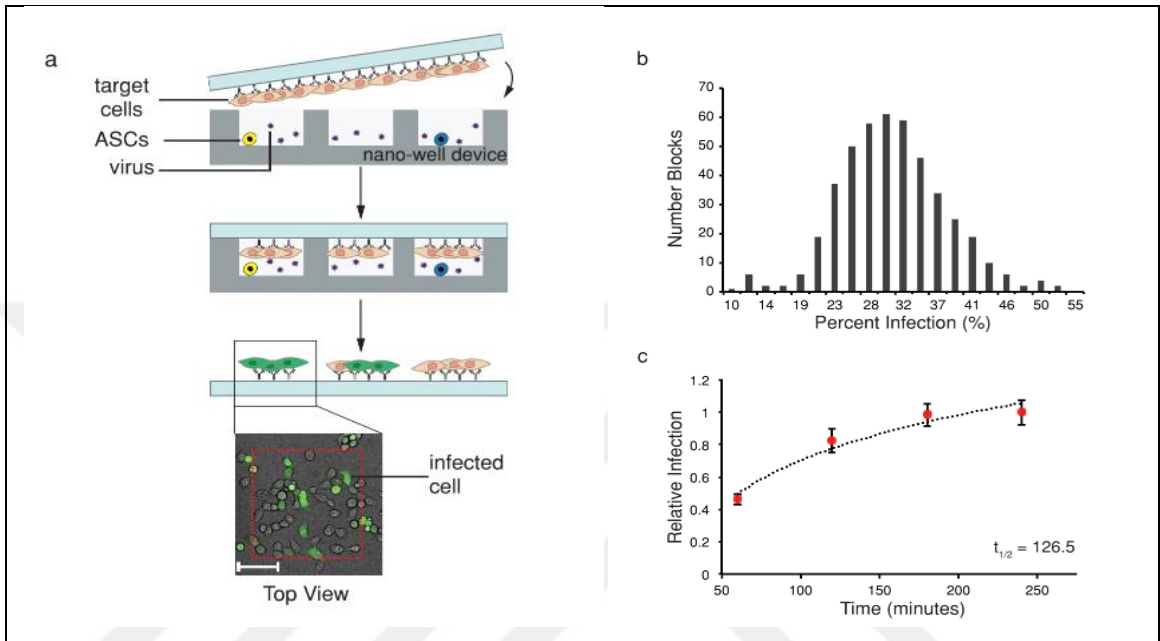 a
target
cells
ASCs
virus
nano-well device
infected
cell
Top View
b
Number Blocks
70
60
50
40
30
20
10
0
10 14 19 23 28 32 37 41 46 50 55
Percent Infection (%)
c
Relative Infection
1.2
1
0.8
0.6
0.4
0.2
0
50 100 150 200 250
t1/2 = 126.5
Time (minutes)